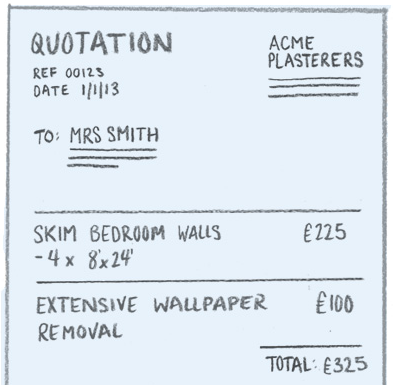 QUOTATION
REF 00123
DATE 1/1/13
ACME
PLASTERERS
TO: MRS SMITH
SKIM BEDROOM WALLS £225
- 4 x 8'x24'
EXTENSIVE WALLPAPER £100
REMOVAL
TOTAL: £325